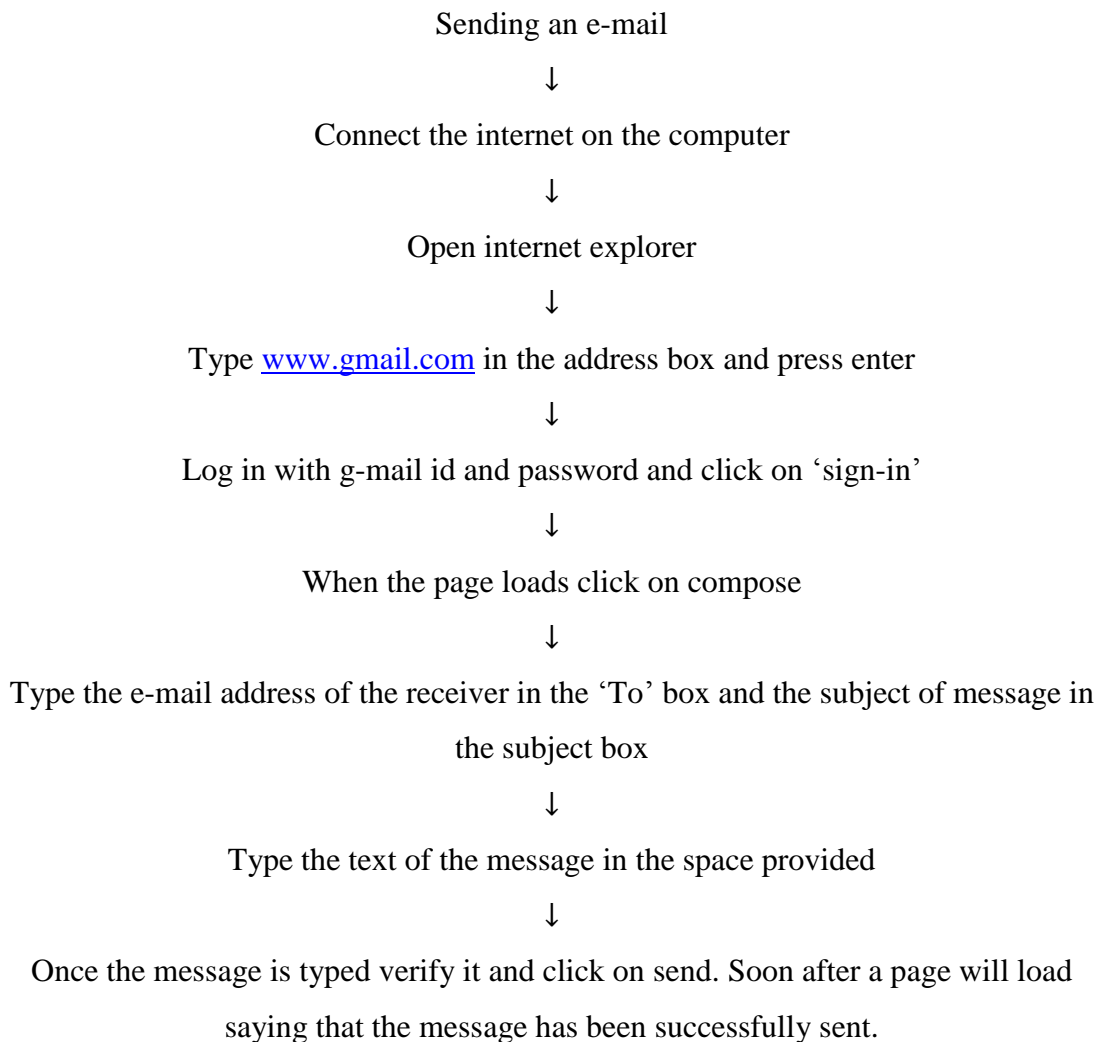 Sending an e-mail
↓
Connect the internet on the computer
↓
Open internet explorer
↓
Type www.gmail.com in the address box and press enter
↓
Log in with g-mail id and password and click on ‘sign-in’
↓
When the page loads click on compose
↓
Type the e-mail address of the receiver in the ‘To’ box and the subject of message in
the subject box
↓
Type the text of the message in the space provided
↓
Once the message is typed verify it and click on send. Soon after a page will load
saying that the message has been successfully sent.